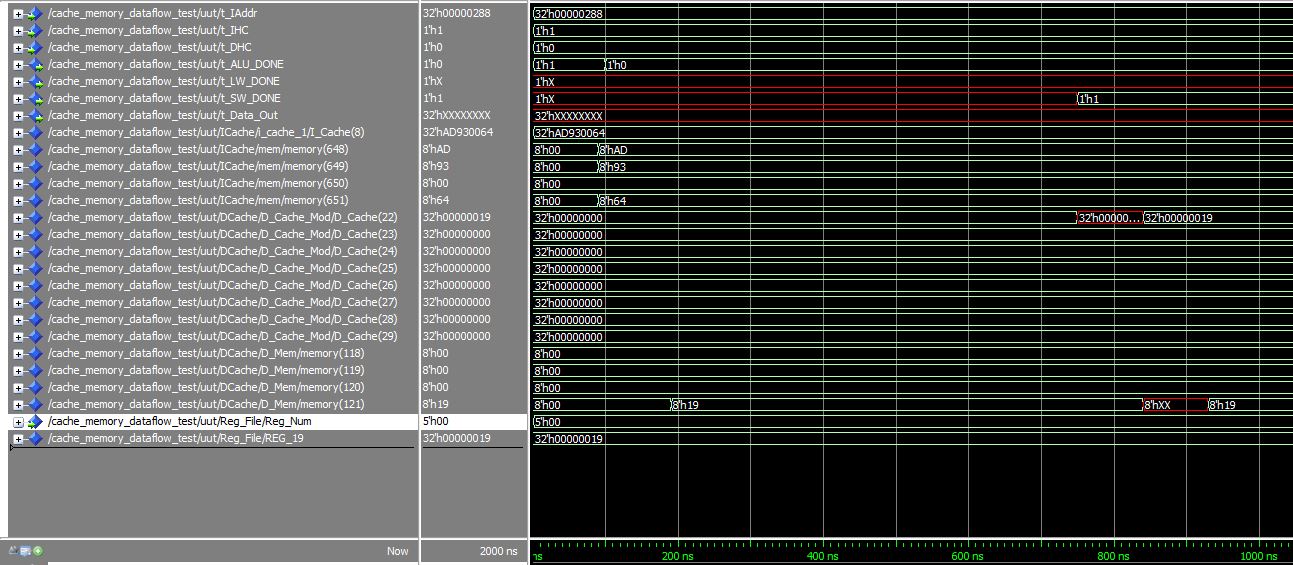 /cache_memory_dataflow_test/uut/t_IAddr 32'h00000288 32'h00000288
/cache_memory_dataflow_test/uut/t_IHC 1'h1 1'h1
/cache_memory_dataflow_test/uut/t_DHC 1'h0 1'h0
/cache_memory_dataflow_test/uut/t_ALU_DONE 1'h0 1'h1 1'h0
/cache_memory_dataflow_test/uut/t_LW_DONE 1'hX 1'hX
/cache_memory_dataflow_test/uut/t_SW_DONE 1'h1 1'hX 1'h1
/cache_memory_dataflow_test/uut/t_Data_Out 32'hXXXXXXXX 32'hXXXXXXXX
/cache_memory_dataflow_test/uut/ICache/i_cache_1/I_Cache(8) 32'hAD930064 32'hAD930064
/cache_memory_dataflow_test/uut/ICache/mem/memory(648) 8'hAD 8'h00 8'hAD
/cache_memory_dataflow_test/uut/ICache/mem/memory(649) 8'h93 8'h00 8'h93
/cache_memory_dataflow_test/uut/ICache/mem/memory(650) 8'h00 8'h00
/cache_memory_dataflow_test/uut/ICache/mem/memory(651) 8'h64 8'h00 8'h64
/cache_memory_dataflow_test/uut/DCache/D_Cache_Mod/D_Cache(22) 32'h00000019 32'h00000000 32'h00000... 32'h00000019
/cache_memory_dataflow_test/uut/DCache/D_Cache_Mod/D_Cache(23) 32'h00000000 32'h00000000
/cache_memory_dataflow_test/uut/DCache/D_Cache_Mod/D_Cache(24) 32'h00000000 32'h00000000
/cache_memory_dataflow_test/uut/DCache/D_Cache_Mod/D_Cache(25) 32'h00000000 32'h00000000
/cache_memory_dataflow_test/uut/DCache/D_Cache_Mod/D_Cache(26) 32'h00000000 32'h00000000
/cache_memory_dataflow_test/uut/DCache/D_Cache_Mod/D_Cache(27) 32'h00000000 32'h00000000
/cache_memory_dataflow_test/uut/DCache/D_Cache_Mod/D_Cache(28) 32'h00000000 32'h00000000
/cache_memory_dataflow_test/uut/DCache/D_Cache_Mod/D_Cache(29) 32'h00000000 32'h00000000
/cache_memory_dataflow_test/uut/DCache/D_Mem/memory(118) 8'h00 8'h00
/cache_memory_dataflow_test/uut/DCache/D_Mem/memory(119) 8'h00 8'h00
/cache_memory_dataflow_test/uut/DCache/D_Mem/memory(120) 8'h00 8'h00
/cache_memory_dataflow_test/uut/DCache/D_Mem/memory(121) 8'h19 8'h00 8'h19 8'hXX 8'h19
/cache_memory_dataflow_test/uut/Reg_File/Reg_Num 5'h00 5'h00
/cache_memory_dataflow_test/uut/Reg_File/REG_19 32'h00000019 32'h00000019
Now 2000 ns ns 200 ns 400 ns 600 ns 800 ns 1000 ns